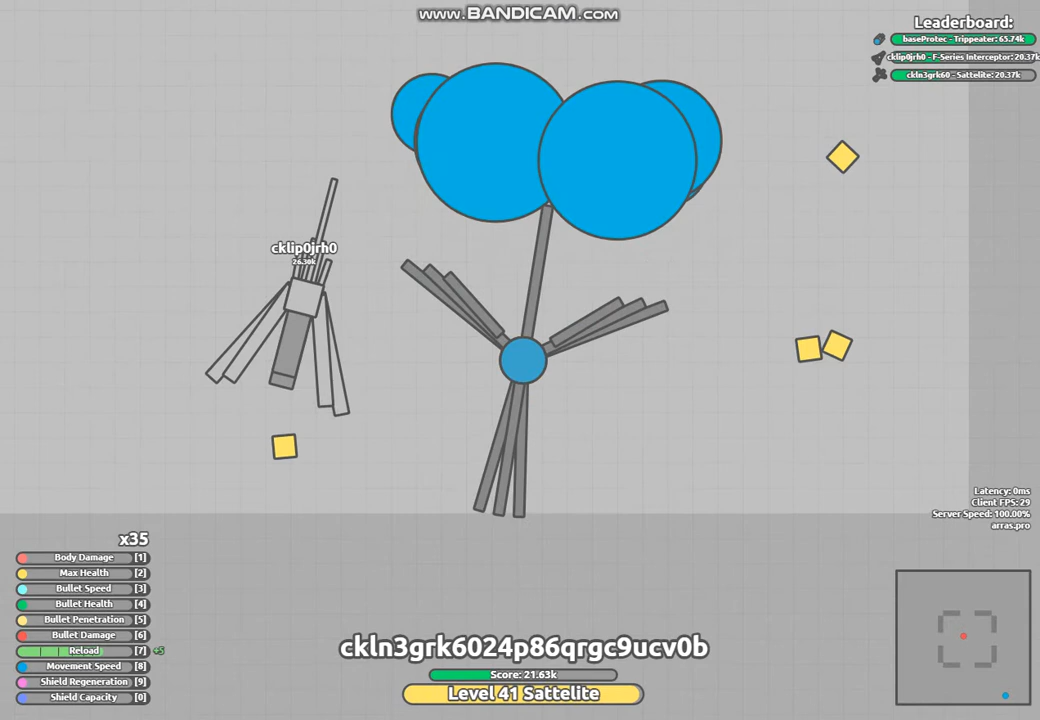 www.BANDICAM.com
Leaderboard:
baseProtec - Trippeater: 65.74k
cklip0jrh0 - F-Series Interceptor: 20.37k
ckln3grk60 - Sattelite: 20.37k
cklip0jrh0
26.30k
Latency: 0ms
Client FPS: 29
Server Speed: 100.00%
arras.pro
x35
Body Damage [1]
Max Health [2]
Bullet Speed [3]
Bullet Health [4]
Bullet Penetration [5]
Bullet Damage [6]
Reload [7] +5
Movement Speed [8]
Shield Regeneration [9]
Shield Capacity [0]
ckln3grk6024p86qrgc9ucv0b
Score: 21.63k
Level 41 Sattelite